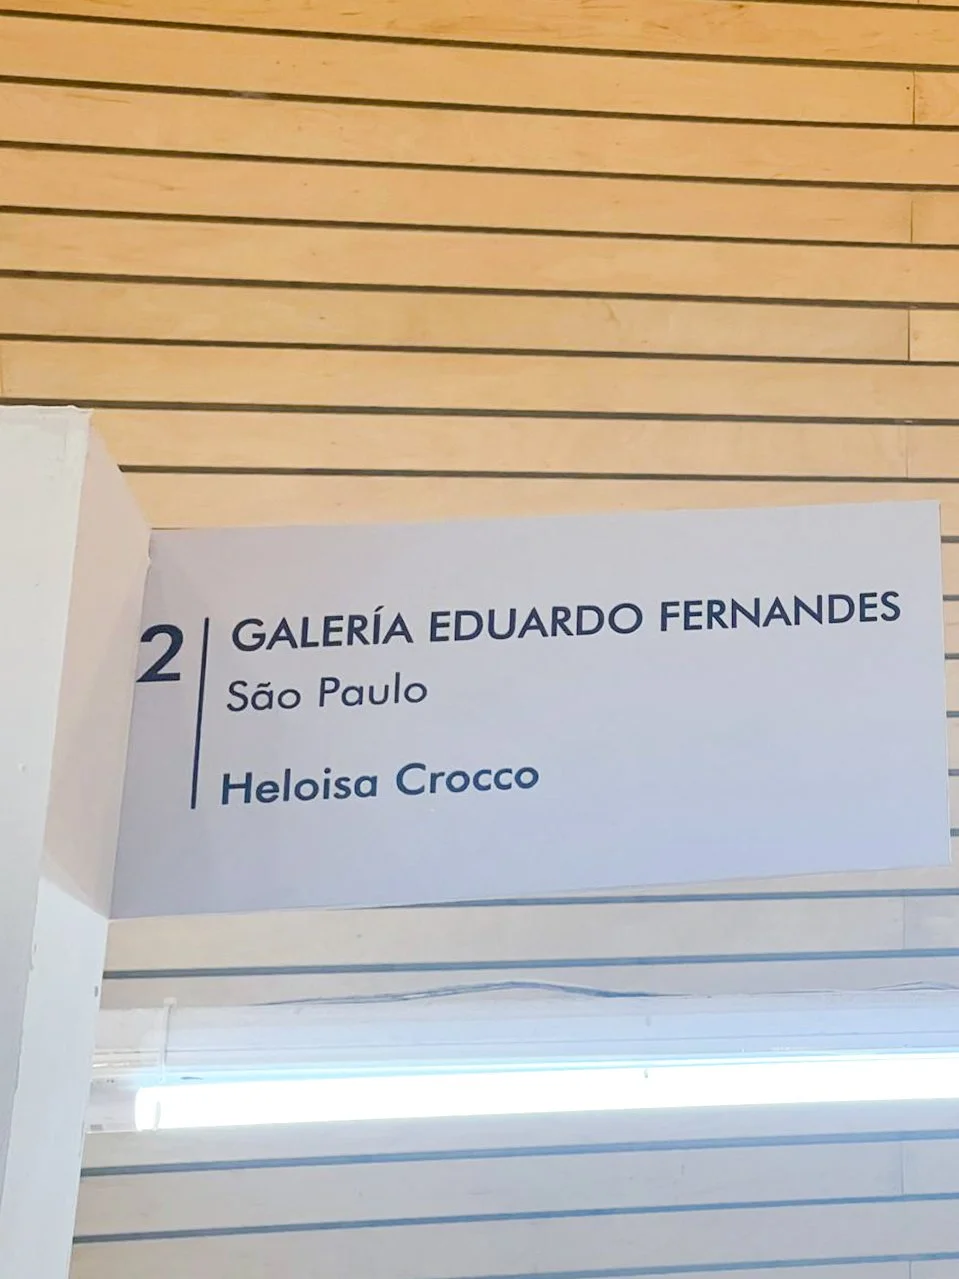 2
GALERÍA EDUARDO FERNANDES
São Paulo
Heloisa Crocco